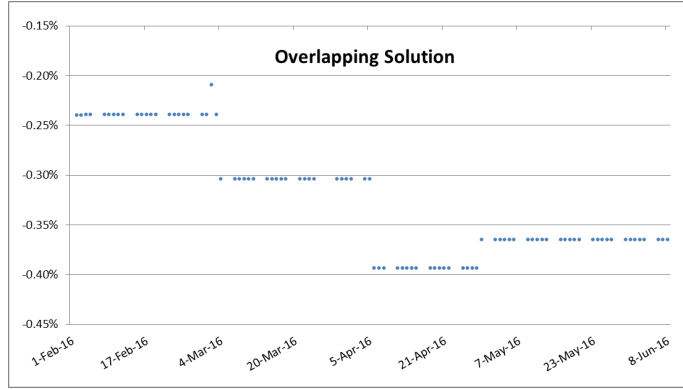 Overlapping Solution
-0.15%
-0.20%
-0.25%
-0.30%
-0.35%
-0.40%
-0.45%
1-Feb-16
17-Feb-16
4-Mar-16
20-Mar-16
5-Apr-16
21-Apr-16
7-May-16
23-May-16
8-Jun-16